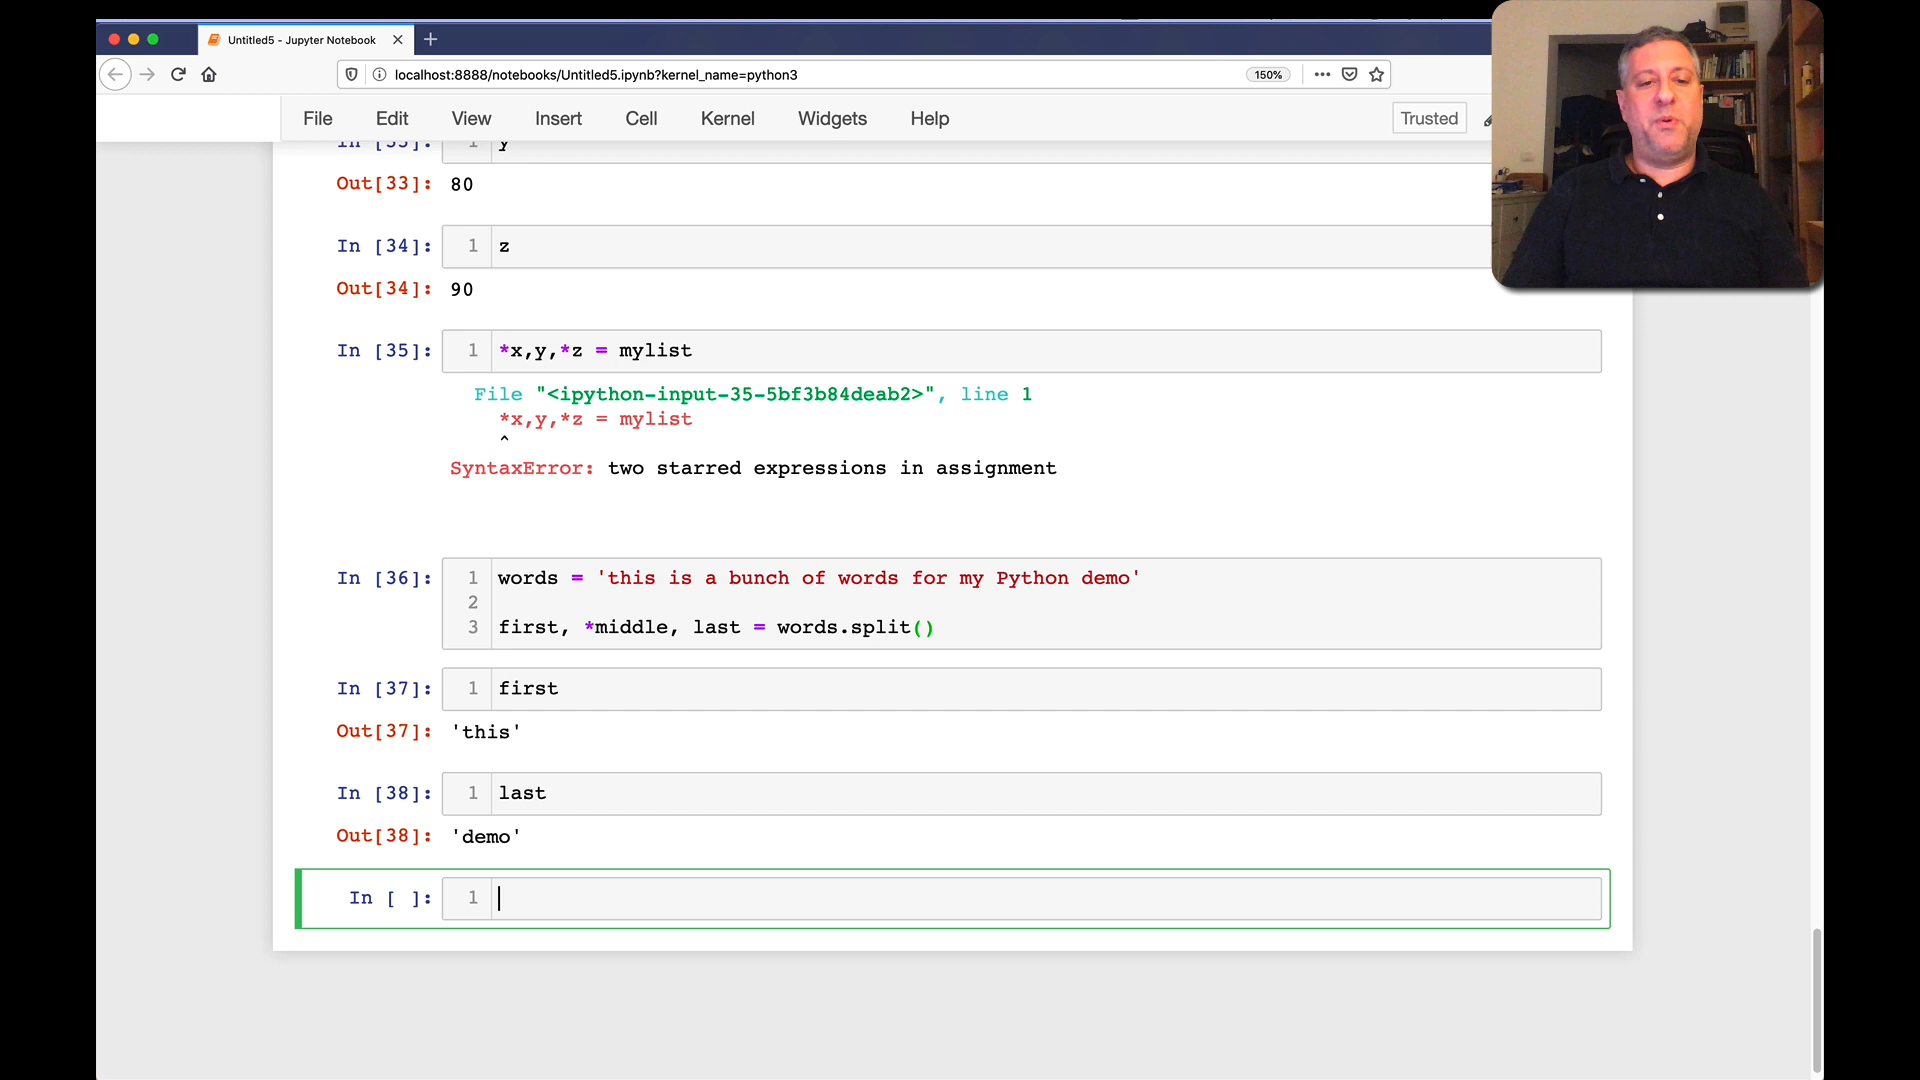 Untitled5 - Jupyter Notebook
localhost:8888/notebooks/Untitled5.ipynb?kernel_name=python3 150%
File Edit View Insert Cell Kernel Widgets Help Trusted
In [33]: 1 y
Out[33]: 80
In [34]: 1 z
Out[34]: 90
In [35]: 1 *x,y,*z = mylist
File "<ipython-input-35-5bf3b84deab2>", line 1
*x,y,*z = mylist
^
SyntaxError: two starred expressions in assignment
In [36]: 1 words = 'this is a bunch of words for my Python demo'
2
3 first, *middle, last = words.split()
In [37]: 1 first
Out[37]: 'this'
In [38]: 1 last
Out[38]: 'demo'
In [ ]: 1